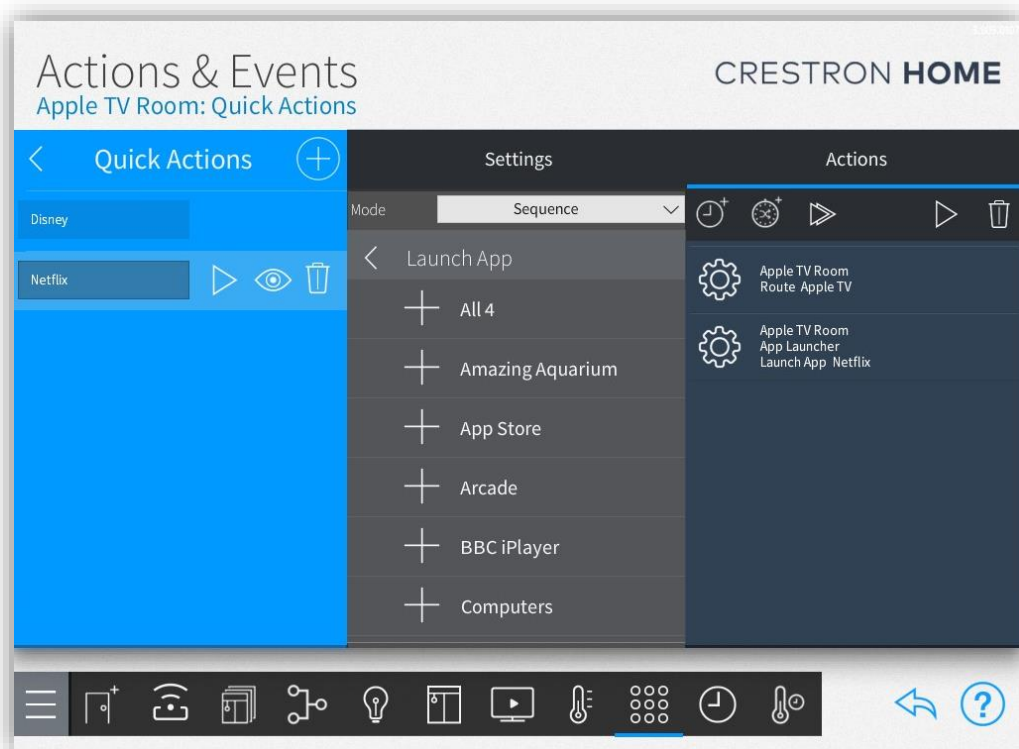 Actions & Events
CRESTRON HOME
Apple TV Room: Quick Actions
Quick Actions
Settings
Actions
Mode
Sequence
Disney
Netflix
Launch App
All 4
Amazing Aquarium
App Store
Arcade
BBC iPlayer
Computers
Apple TV Room
Route Apple TV
Apple TV Room
App Launcher
Launch App Netflix
?